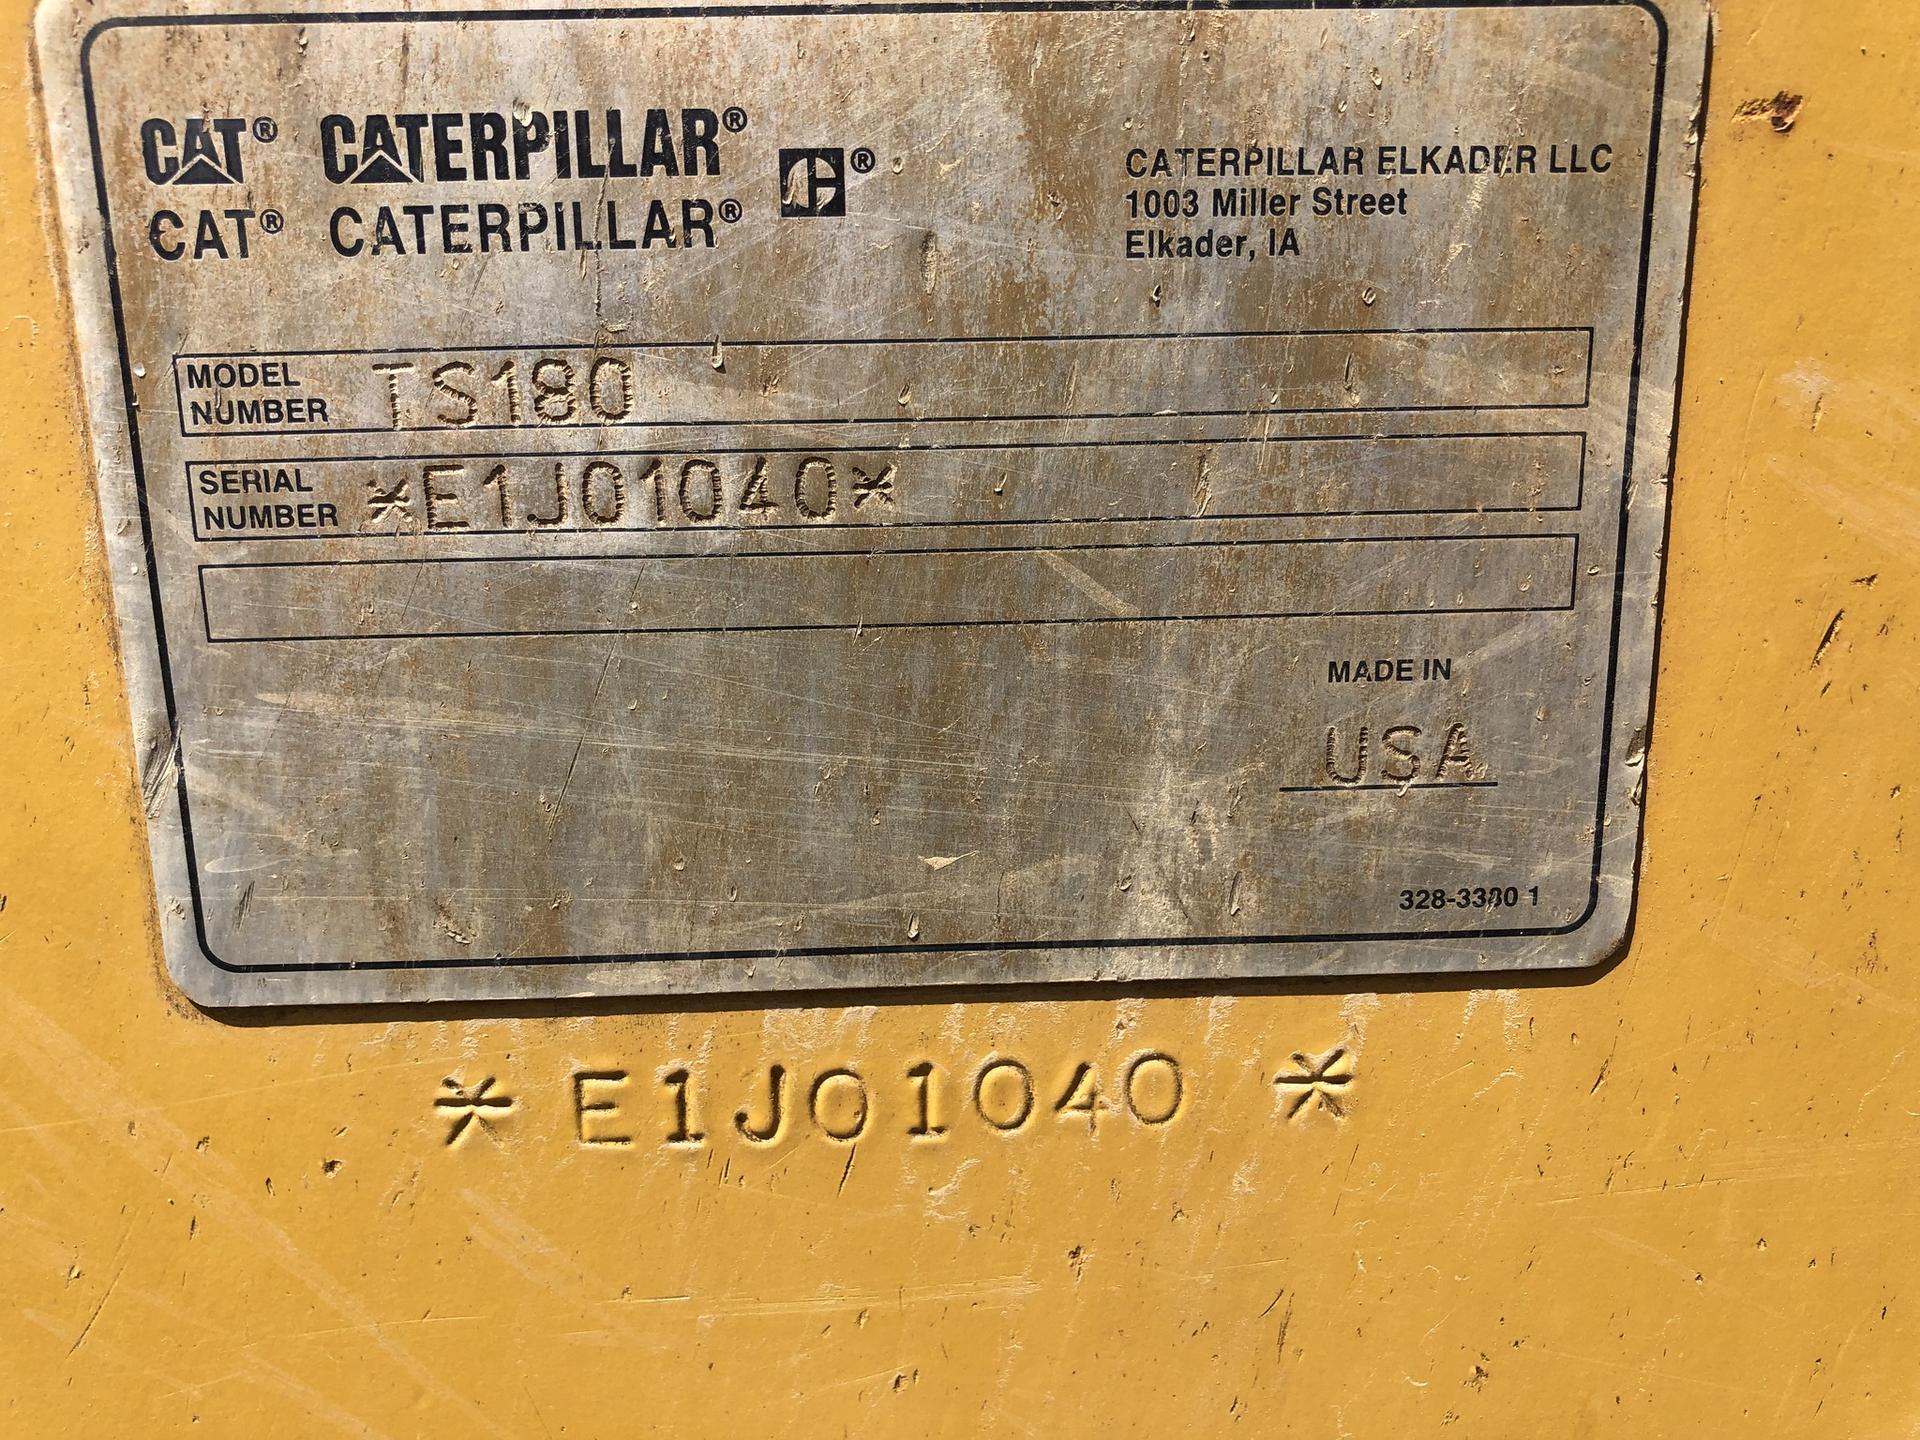 CAT® CATERPILLAR®
CAT® CATERPILLAR® C®
CATERPILLAR ELKADER LLC
1003 Miller Street
Elkader, IA
MODEL NUMBER TS180
SERIAL NUMBER *E1J01040*
MADE IN
USA
328-3380 1
*E1J01040 *